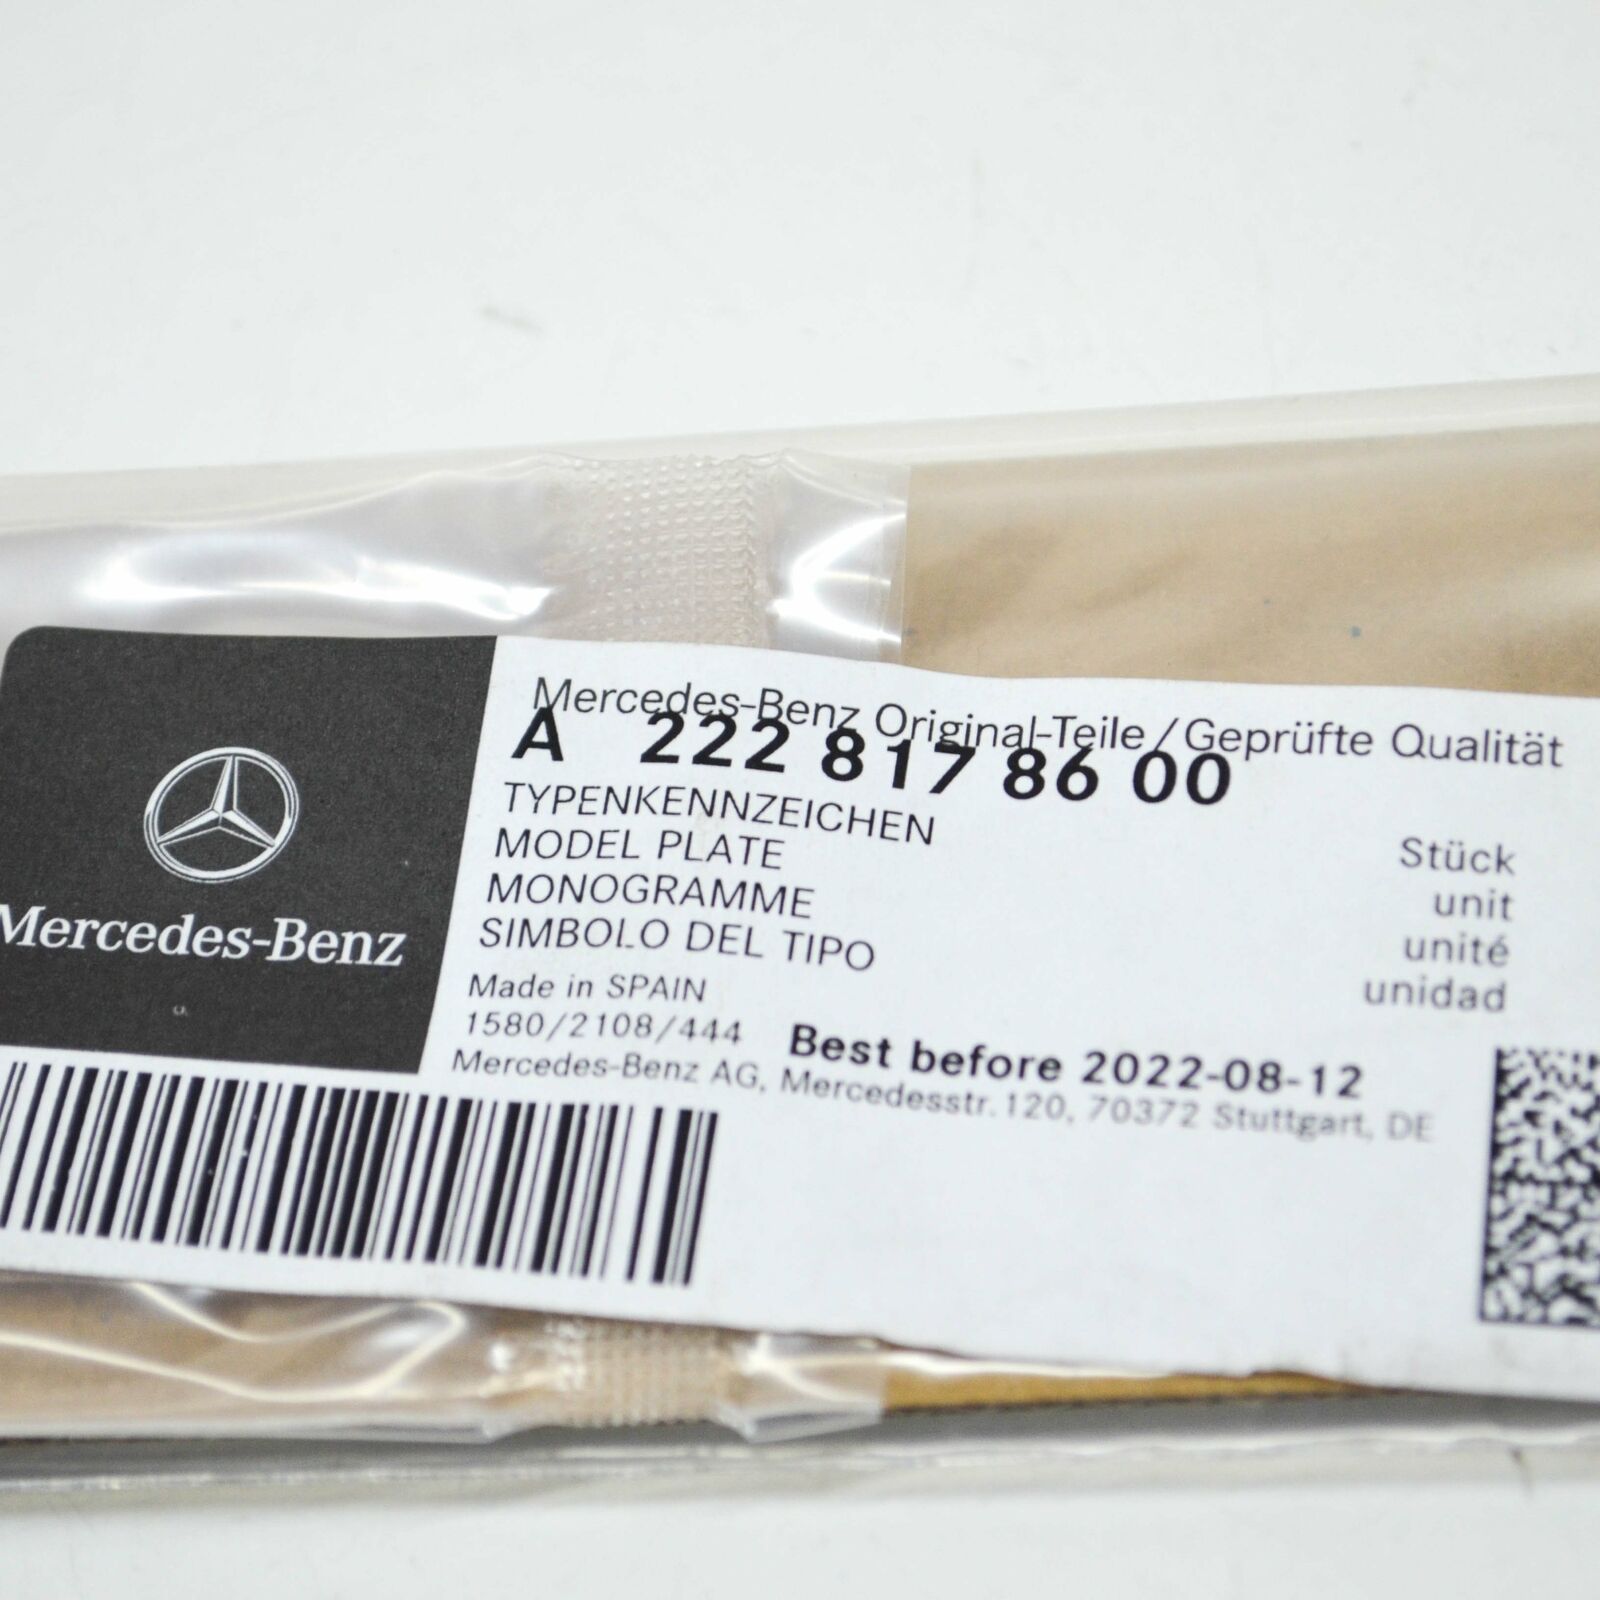 Mercedes-Benz
Mercedes-Benz Original-Teile/Geprüfte Qualität
A 222 817 86 00
TYPENKENNZEICHEN
MODEL PLATE
MONOGRAMME
SIMBOLO DEL TIPO
Stück
unit
unité
unidad
Made in SPAIN
1580/2108/444
Best before 2022-08-12
Mercedes-Benz AG, Mercedesstr. 120, 70372 Stuttgart, DE